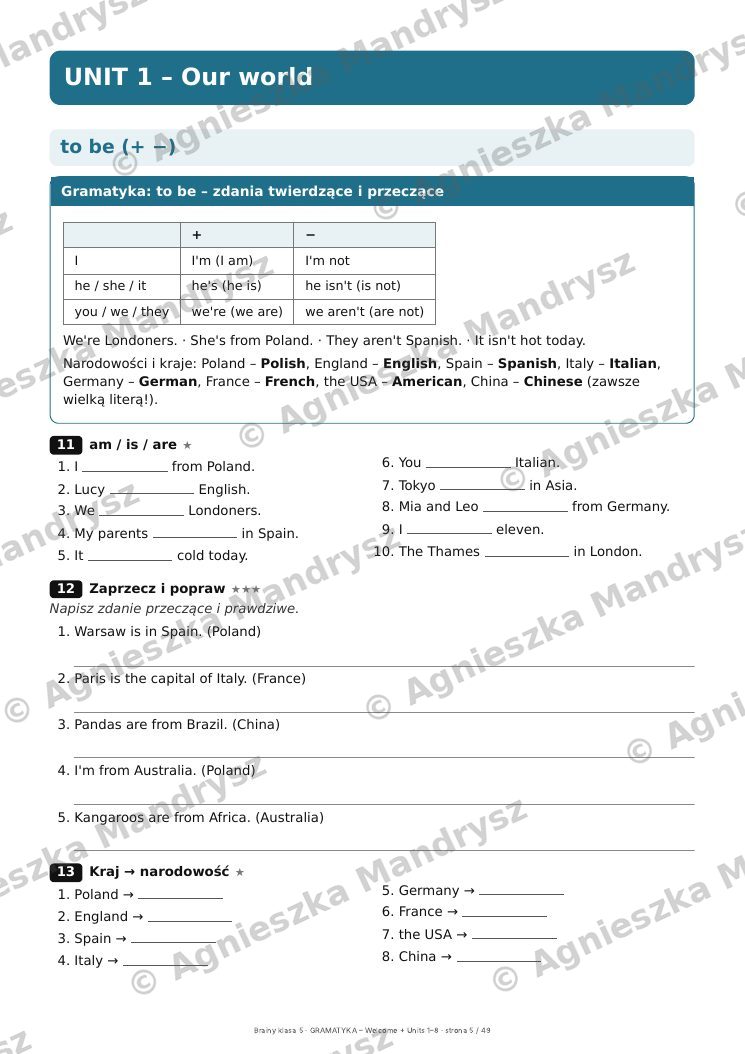 UNIT 1 – Our world
to be (+ −)
Gramatyka: to be – zdania twierdzące i przeczące
+ −
I I'm (I am) I'm not
he / she / it he's (he is) he isn't (is not)
you / we / they we're (we are) we aren't (are not)
We're Londoners. · She's from Poland. · They aren't Spanish. · It isn't hot today.
Narodowości i kraje: Poland – Polish, England – English, Spain – Spanish, Italy – Italian,
Germany – German, France – French, the USA – American, China – Chinese (zawsze
wielką literą!).
11 am / is / are ★
1. I ____________ from Poland.
2. Lucy ____________ English.
3. We ____________ Londoners.
4. My parents ____________ in Spain.
5. It ____________ cold today.
6. You ____________ Italian.
7. Tokyo ____________ in Asia.
8. Mia and Leo ____________ from Germany.
9. I ____________ eleven.
10. The Thames ____________ in London.
12 Zaprzecz i popraw ★★★
Napisz zdanie przeczące i prawdziwe.
1. Warsaw is in Spain. (Poland)
2. Paris is the capital of Italy. (France)
3. Pandas are from Brazil. (China)
4. I'm from Australia. (Poland)
5. Kangaroos are from Africa. (Australia)
13 Kraj → narodowość ★
1. Poland → ____________
2. England → ____________
3. Spain → ____________
4. Italy → ____________
5. Germany → ____________
6. France → ____________
7. the USA → ____________
8. China → ____________
Brainy klasa 5 · GRAMATYKA – Welcome + Units 1–8 · strona 5 / 49
© Agnieszka Mandrysz